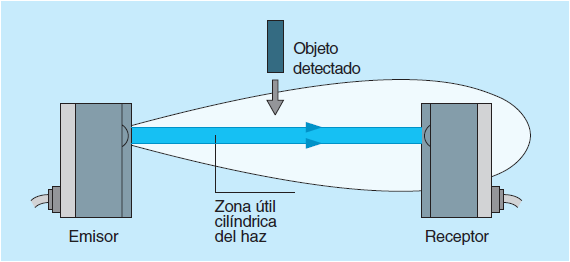 Objeto
detectado
Zona útil
cilíndrica
del haz
Emisor
Receptor